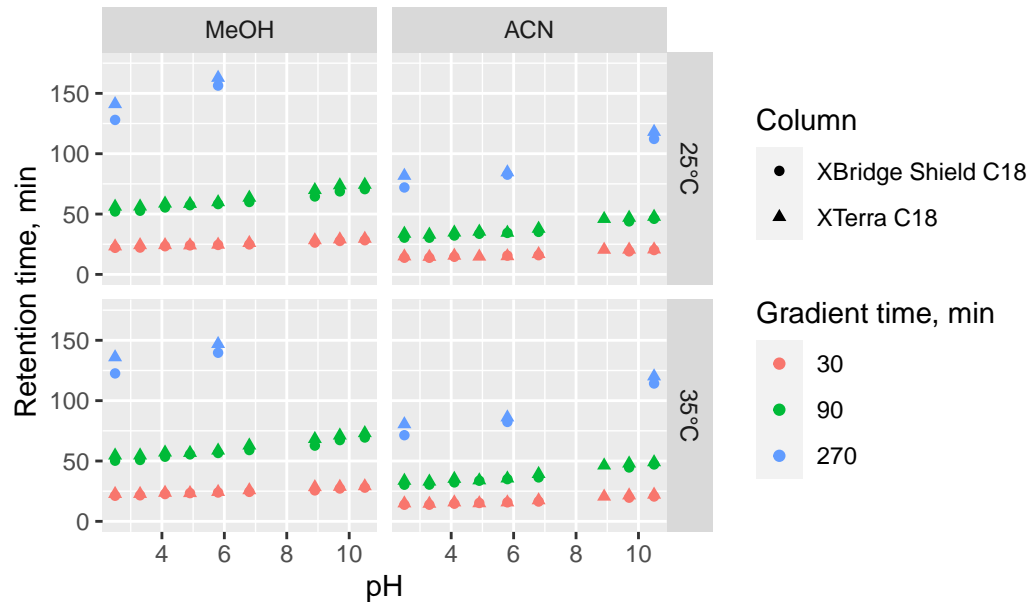 MeOH
ACN
Retention time, min
150
100
50
0
25°C
150
100
50
0
35°C
4
6
8
10
4
6
8
10
pH
Column
XBridge Shield C18
XTerra C18
Gradient time, min
30
90
270